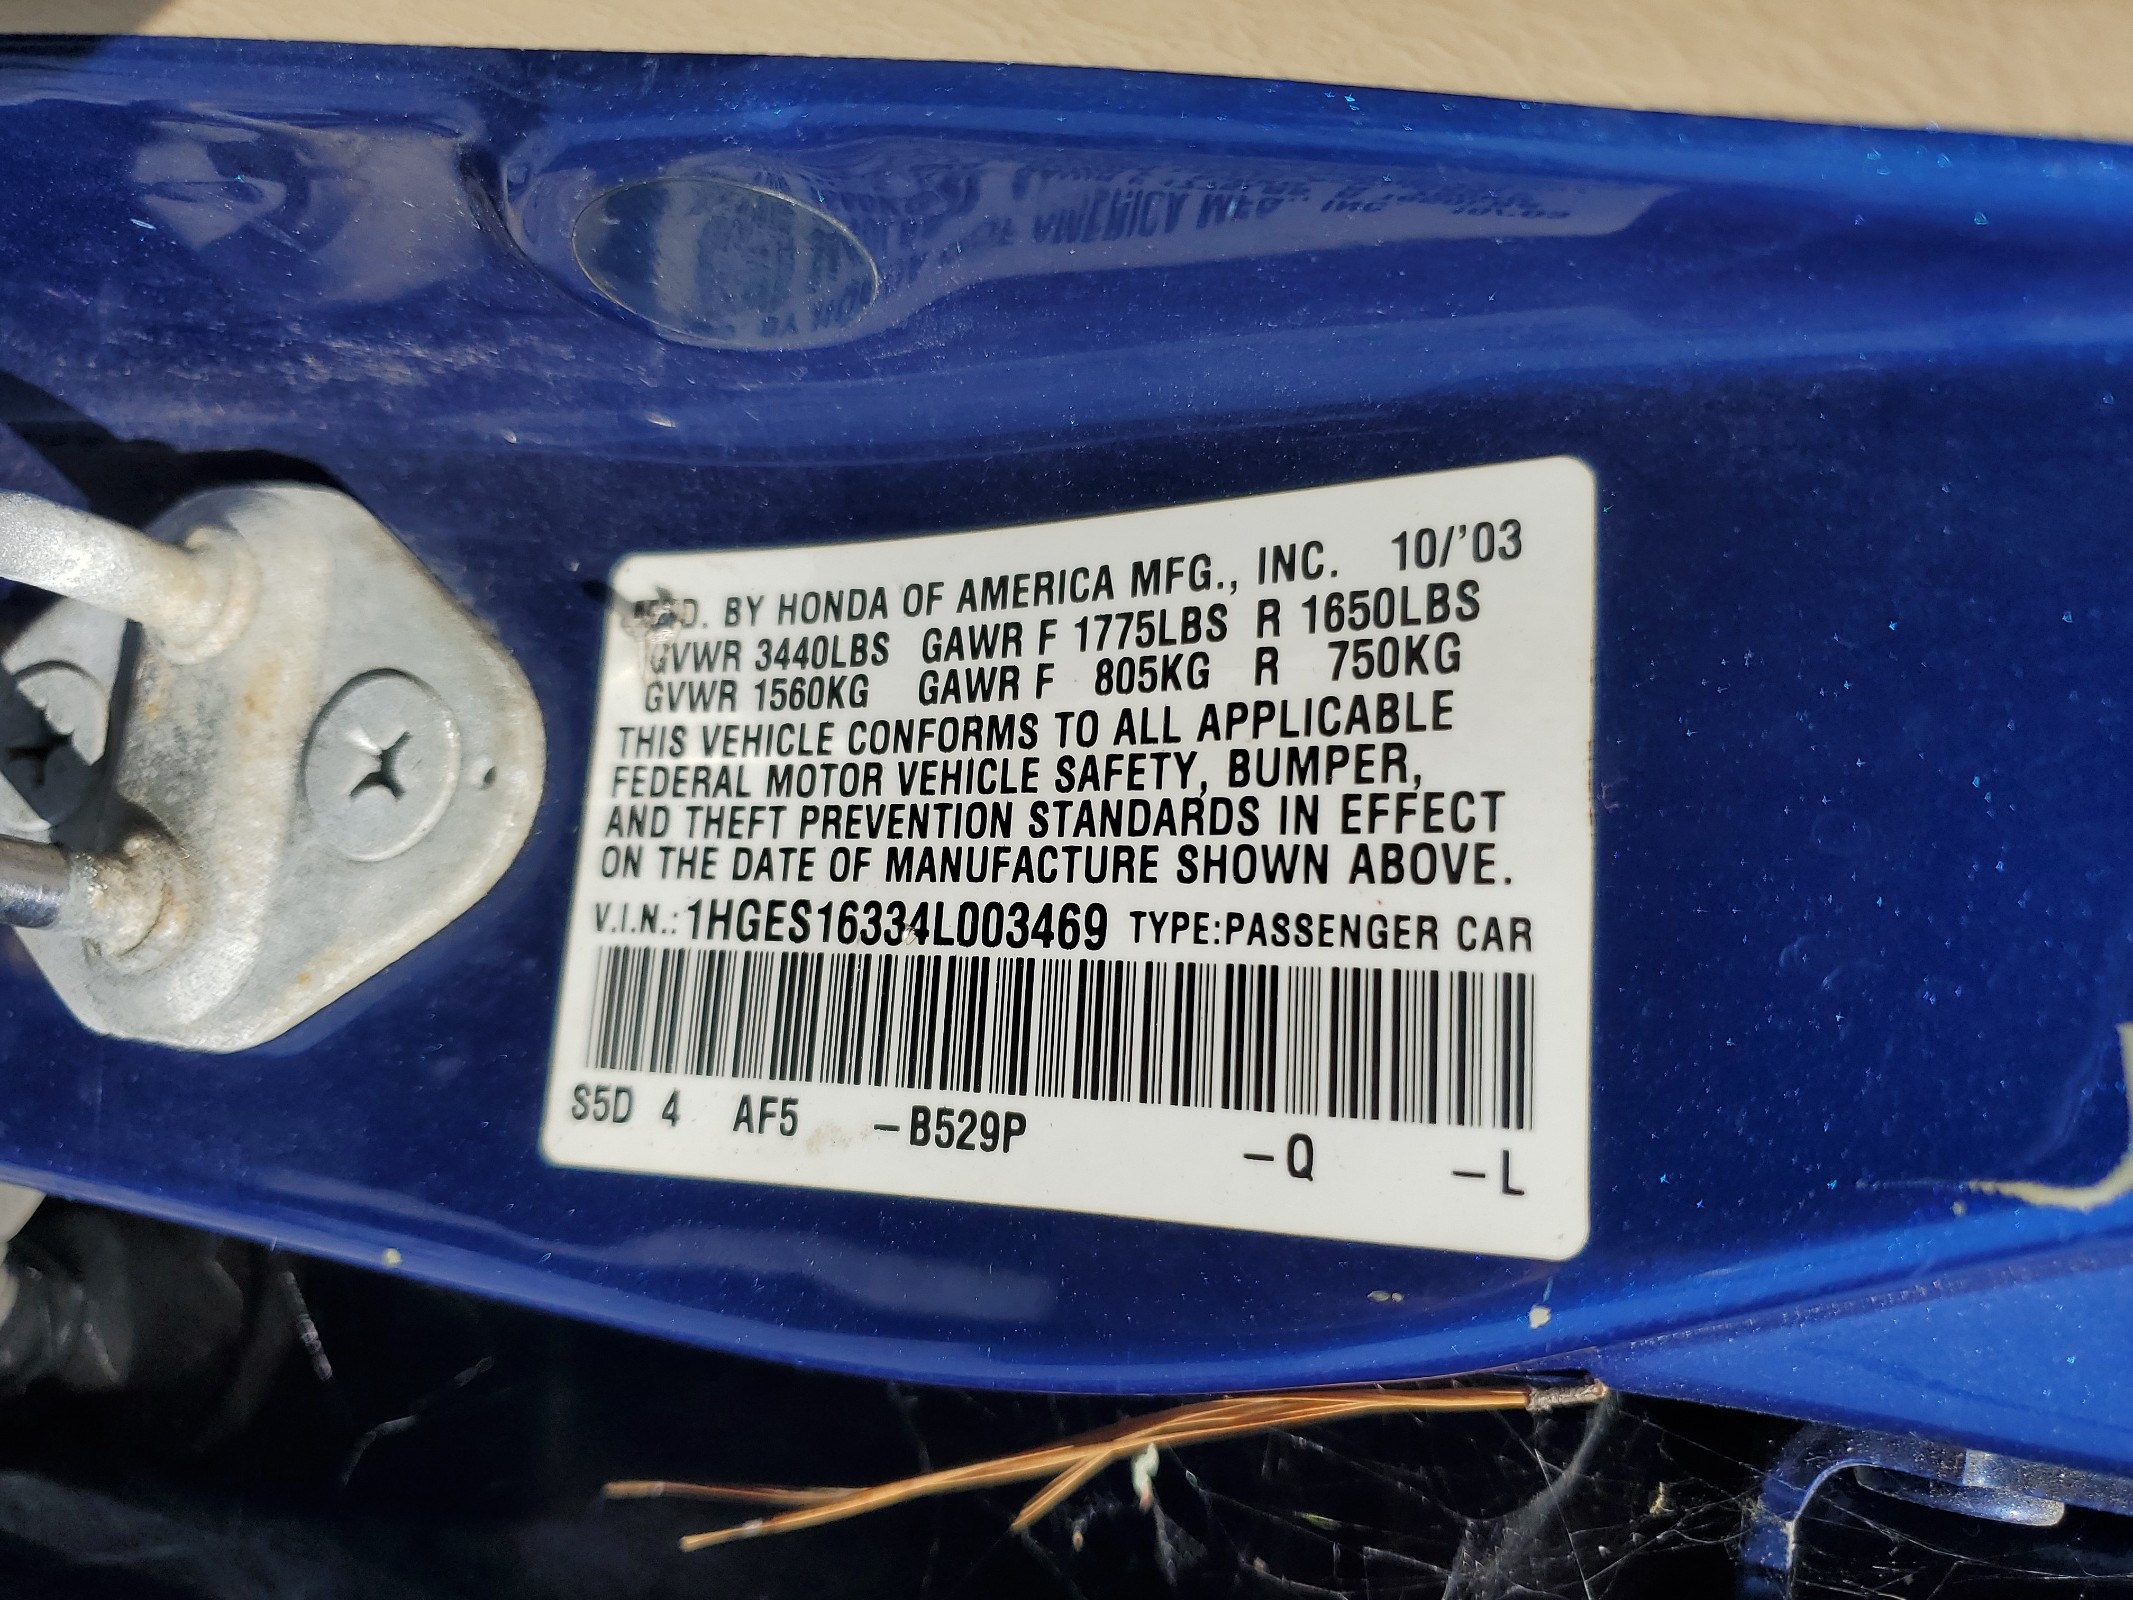 BY HONDA OF AMERICA MFG., INC. 10/'03
GVWR 3440LBS GAWR F 1775LBS R 1650LBS
GVWR 1560KG GAWR F 805KG R 750KG
THIS VEHICLE CONFORMS TO ALL APPLICABLE
FEDERAL MOTOR VEHICLE SAFETY, BUMPER,
AND THEFT PREVENTION STANDARDS IN EFFECT
ON THE DATE OF MANUFACTURE SHOWN ABOVE.
V.I.N.: 1HGES16334L003469 TYPE:PASSENGER CAR
S5D 4 AF5 -B529P -Q -L